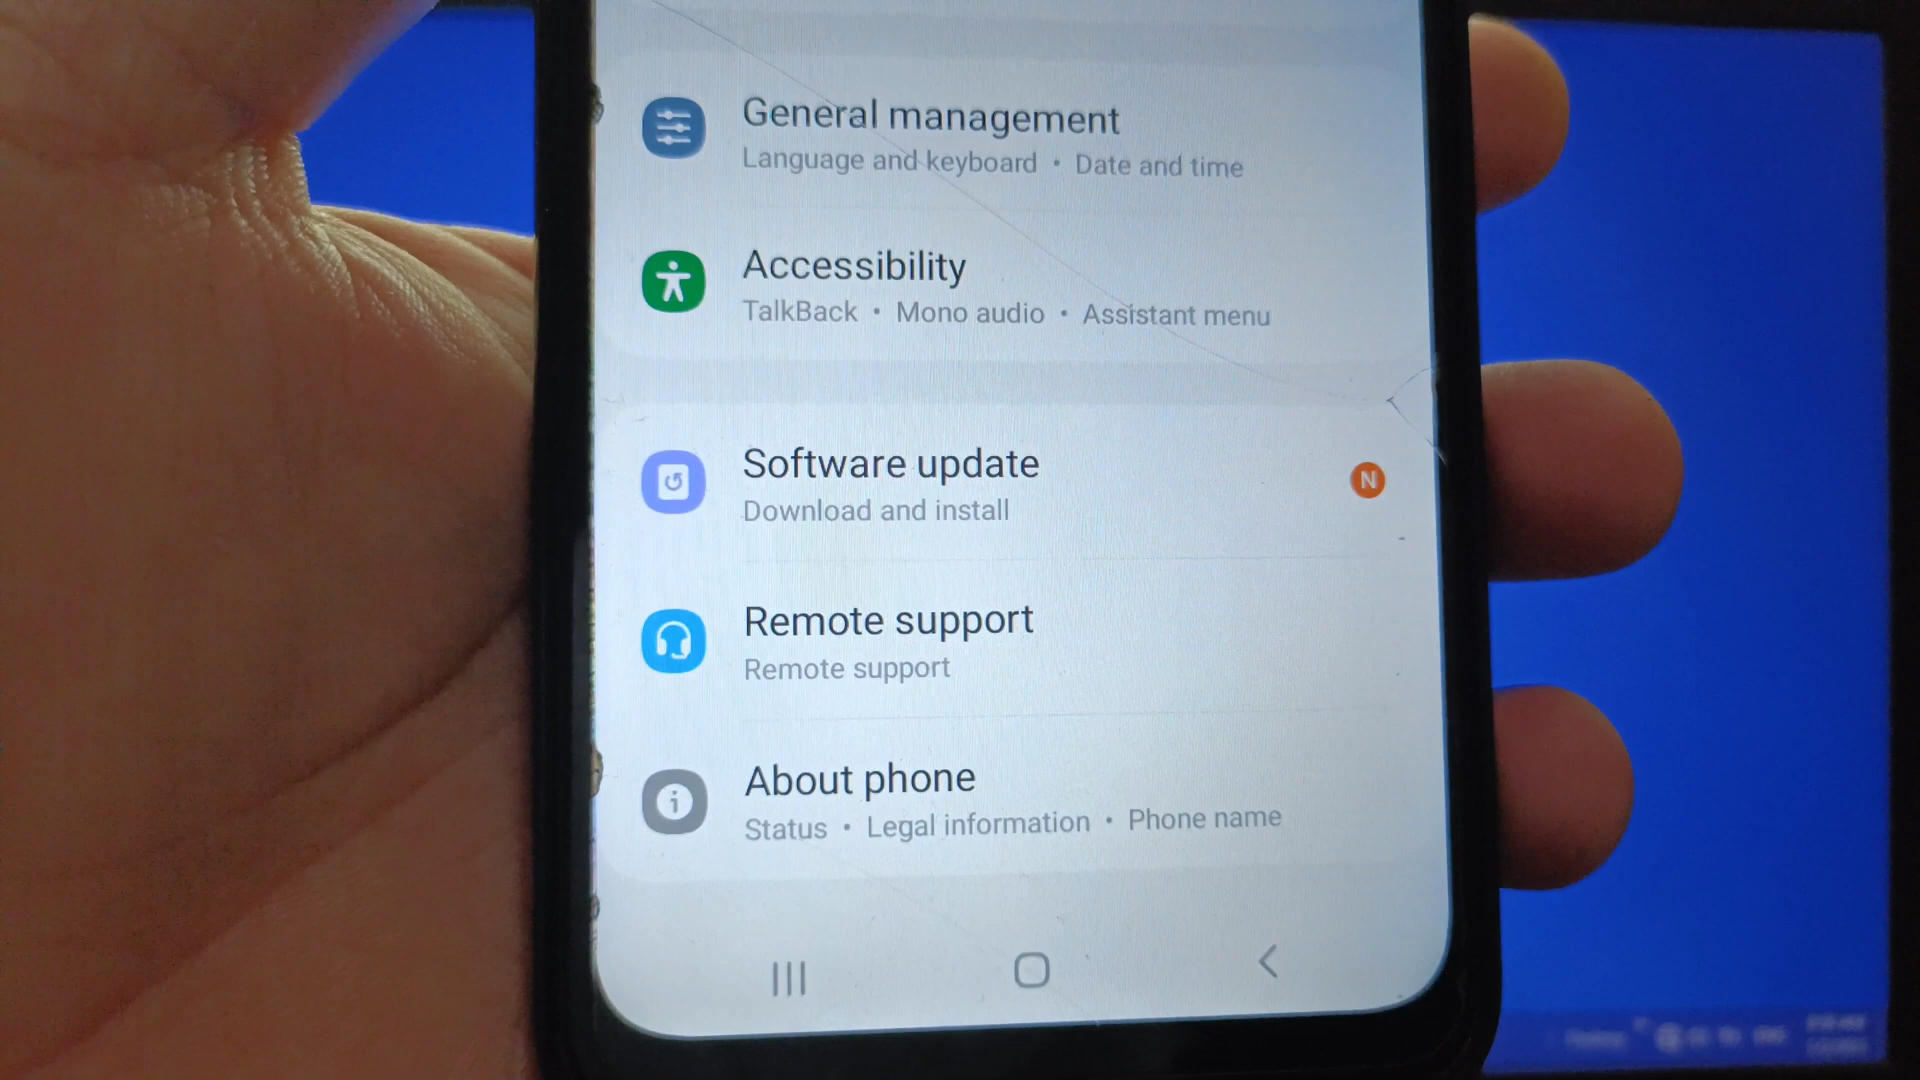 General management
Language and keyboard • Date and time
Accessibility
TalkBack • Mono audio • Assistant menu
Software update
N
Download and install
Remote support
Remote support
About phone
Status • Legal information • Phone name